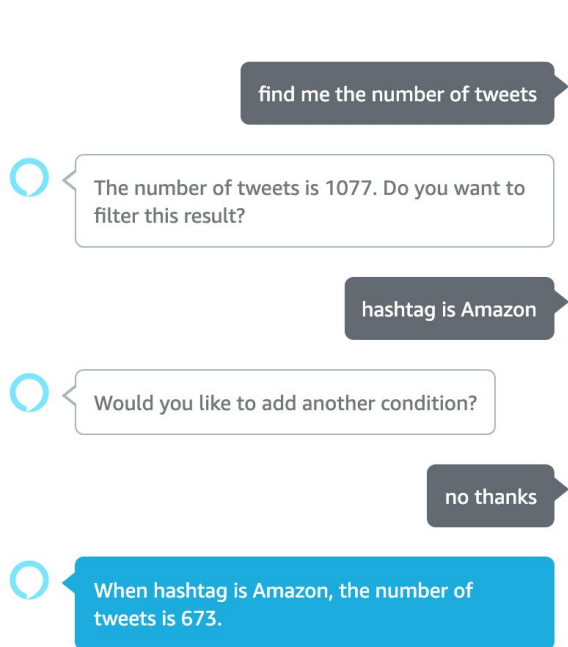 find me the number of tweets
The number of tweets is 1077. Do you want to
filter this result?
hashtag is Amazon
Would you like to add another condition?
no thanks
When hashtag is Amazon, the number of
tweets is 673.